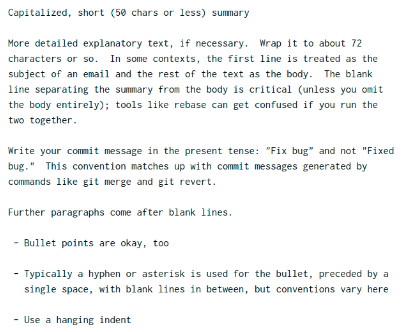 Capitalized, short (50 chars or less) summary

More detailed explanatory text, if necessary.  Wrap it to about 72
characters or so.  In some contexts, the first line is treated as the
subject of an email and the rest of the text as the body.  The blank
line separating the summary from the body is critical (unless you omit
the body entirely); tools like rebase can get confused if you run the
two together.

Write your commit message in the present tense: "Fix bug" and not "Fixed
bug."  This convention matches up with commit messages generated by
commands like git merge and git revert.

Further paragraphs come after blank lines.

 - Bullet points are okay, too

 - Typically a hyphen or asterisk is used for the bullet, preceded by a
   single space, with blank lines in between, but conventions vary here

 - Use a hanging indent